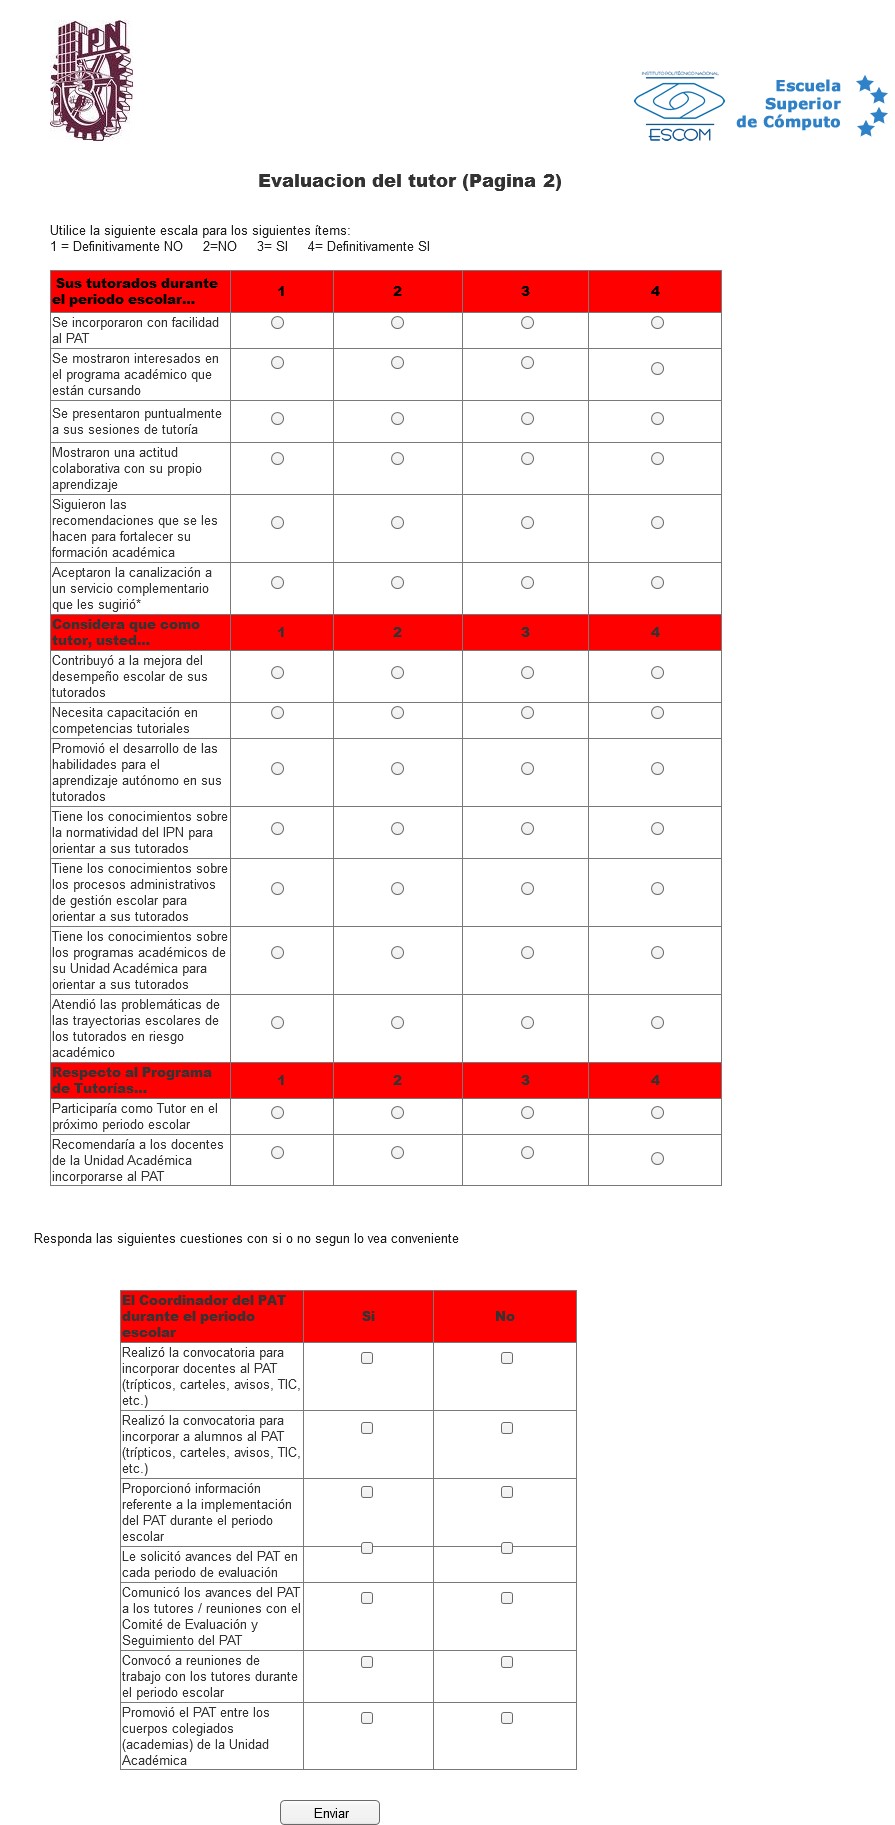 IPN
INSTITUTO POLITÉCNICO NACIONAL
ESCOM
Escuela
Superior
de Cómputo
Evaluacion del tutor (Pagina 2)
Utilice la siguiente escala para los siguientes ítems:
1 = Definitivamente NO 2=NO 3= SI 4= Definitivamente SI
Sus tutorados durante
el periodo escolar... 1 2 3 4
Se incorporaron con facilidad
al PAT
Se mostraron interesados en
el programa académico que
están cursando
Se presentaron puntualmente
a sus sesiones de tutoría
Mostraron una actitud
colaborativa con su propio
aprendizaje
Siguieron las
recomendaciones que se les
hacen para fortalecer su
formación académica
Aceptaron la canalización a
un servicio complementario
que les sugirió*
Considera que como
tutor, usted... 1 2 3 4
Contribuyó a la mejora del
desempeño escolar de sus
tutorados
Necesita capacitación en
competencias tutoriales
Promovió el desarrollo de las
habilidades para el
aprendizaje autónomo en sus
tutorados
Tiene los conocimientos sobre
la normatividad del IPN para
orientar a sus tutorados
Tiene los conocimientos sobre
los procesos administrativos
de gestión escolar para
orientar a sus tutorados
Tiene los conocimientos sobre
los programas académicos de
su Unidad Académica para
orientar a sus tutorados
Atendió las problemáticas de
las trayectorias escolares de
los tutorados en riesgo
académico
Respecto al Programa
de Tutorías... 1 2 3 4
Participaría como Tutor en el
próximo periodo escolar
Recomendaría a los docentes
de la Unidad Académica
incorporarse al PAT
Responda las siguientes cuestiones con si o no segun lo vea conveniente
El Coordinador del PAT
durante el periodo
escolar Si No
Realizó la convocatoria para
incorporar docentes al PAT
(trípticos, carteles, avisos, TIC,
etc.)
Realizó la convocatoria para
incorporar a alumnos al PAT
(trípticos, carteles, avisos, TIC,
etc.)
Proporcionó información
referente a la implementación
del PAT durante el periodo
escolar
Le solicitó avances del PAT en
cada periodo de evaluación
Comunicó los avances del PAT
a los tutores / reuniones con el
Comité de Evaluación y
Seguimiento del PAT
Convocó a reuniones de
trabajo con los tutores durante
el periodo escolar
Promovió el PAT entre los
cuerpos colegiados
(academias) de la Unidad
Académica
Enviar